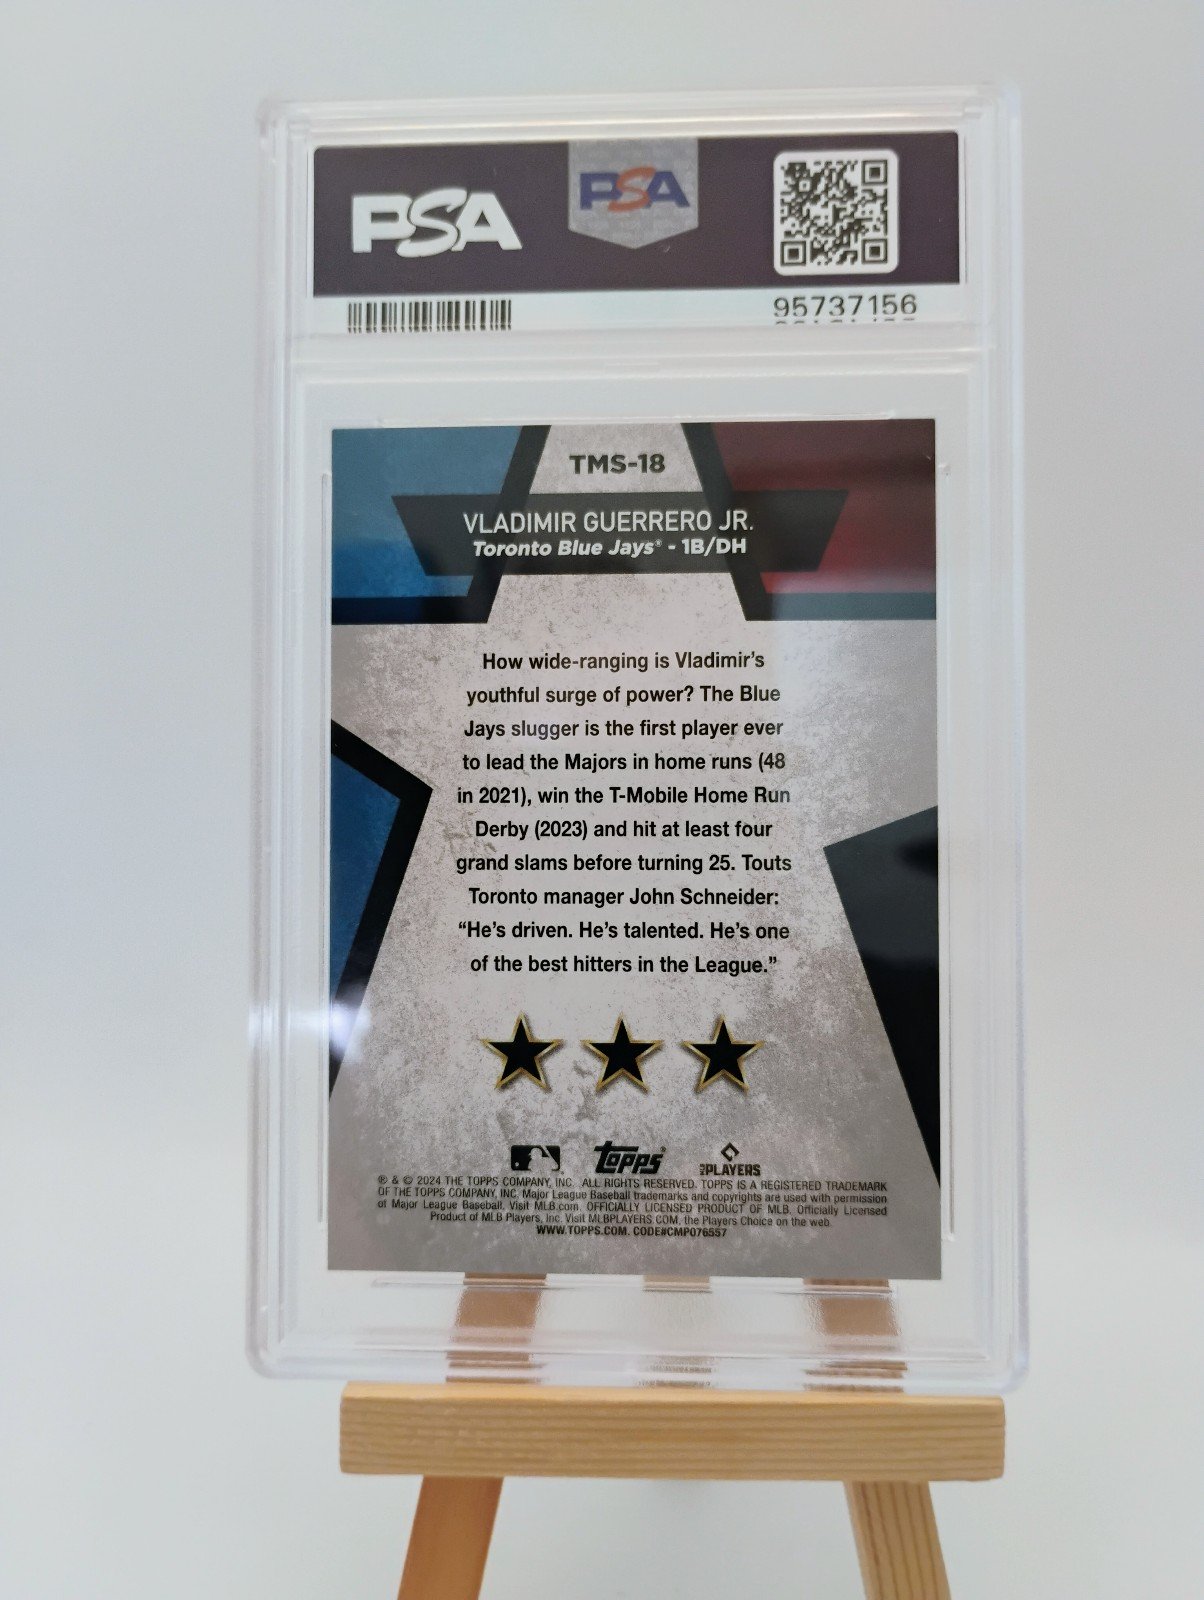 PSA
PSA
95737156
TMS-18
VLADIMIR GUERRERO JR.
Toronto Blue Jays® - 1B/DH
How wide-ranging is Vladimir's
youthful surge of power? The Blue
Jays slugger is the first player ever
to lead the Majors in home runs (48
in 2021), win the T-Mobile Home Run
Derby (2023) and hit at least four
grand slams before turning 25. Touts
Toronto manager John Schneider:
“He's driven. He's talented. He's one
of the best hitters in the League.”
topps
MLB PLAYERS
® & © 2024 THE TOPPS COMPANY, INC. ALL RIGHTS RESERVED. TOPPS IS A REGISTERED TRADEMARK
OF THE TOPPS COMPANY, INC. Major League Baseball trademarks and copyrights are used with permission
of Major League Baseball. Visit MLB.com. OFFICIALLY LICENSED PRODUCT OF MLB. Officially Licensed
Product of MLB Players, Inc. Visit MLBPLAYERS.COM, the Players Choice on the web.
WWW.TOPPS.COM. CODE#CMP076557